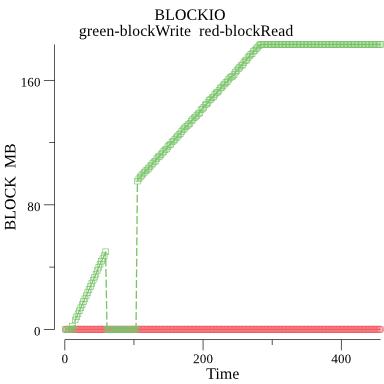 BLOCKIO
green-blockWrite red-blockRead
BLOCK MB
160
80
0
0 200 400
Time